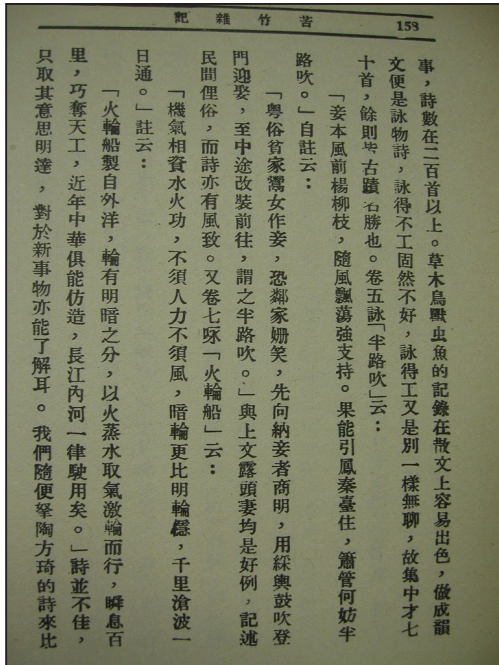 苦竹雜記
158
事，詩數在二百首以上。草木鳥獸虫魚的記錄在散文上容易出色，做成韻
文便是詠物詩，詠得不工固然不好，詠得工又是別一樣無聊，故集中才七
十首，餘則皆古蹟名勝也。卷五詠「半路吹」云：
「妾本風前楊柳枝，隨風飄蕩強支持。果能引鳳秦臺住，簫管何妨半
路吹。」自註云：
「粵俗貧家鬻女作妾，恐鄰家姍笑，先向納妾者商明，用綵輿鼓吹登
門迎娶，至中途改裝前往，謂之半路吹。」與上文露頭妻均是好例，記述
民間俚俗，而詩亦有風致。又卷七咏「火輪船」云：
「機氣相資水火功，不須人力不須風，暗輪更比明輪穩，千里滄波一
日通。」註云：
「火輪船製自外洋，輪有明暗之分，以火蒸水取氣激輪而行，瞬息百
里，巧奪天工，近年中華俱能仿造，長江內河一律駛用矣。」詩並不佳，
只取其意思明達，對於新事物亦能了解耳。我們隨便拏陶方琦的詩來比